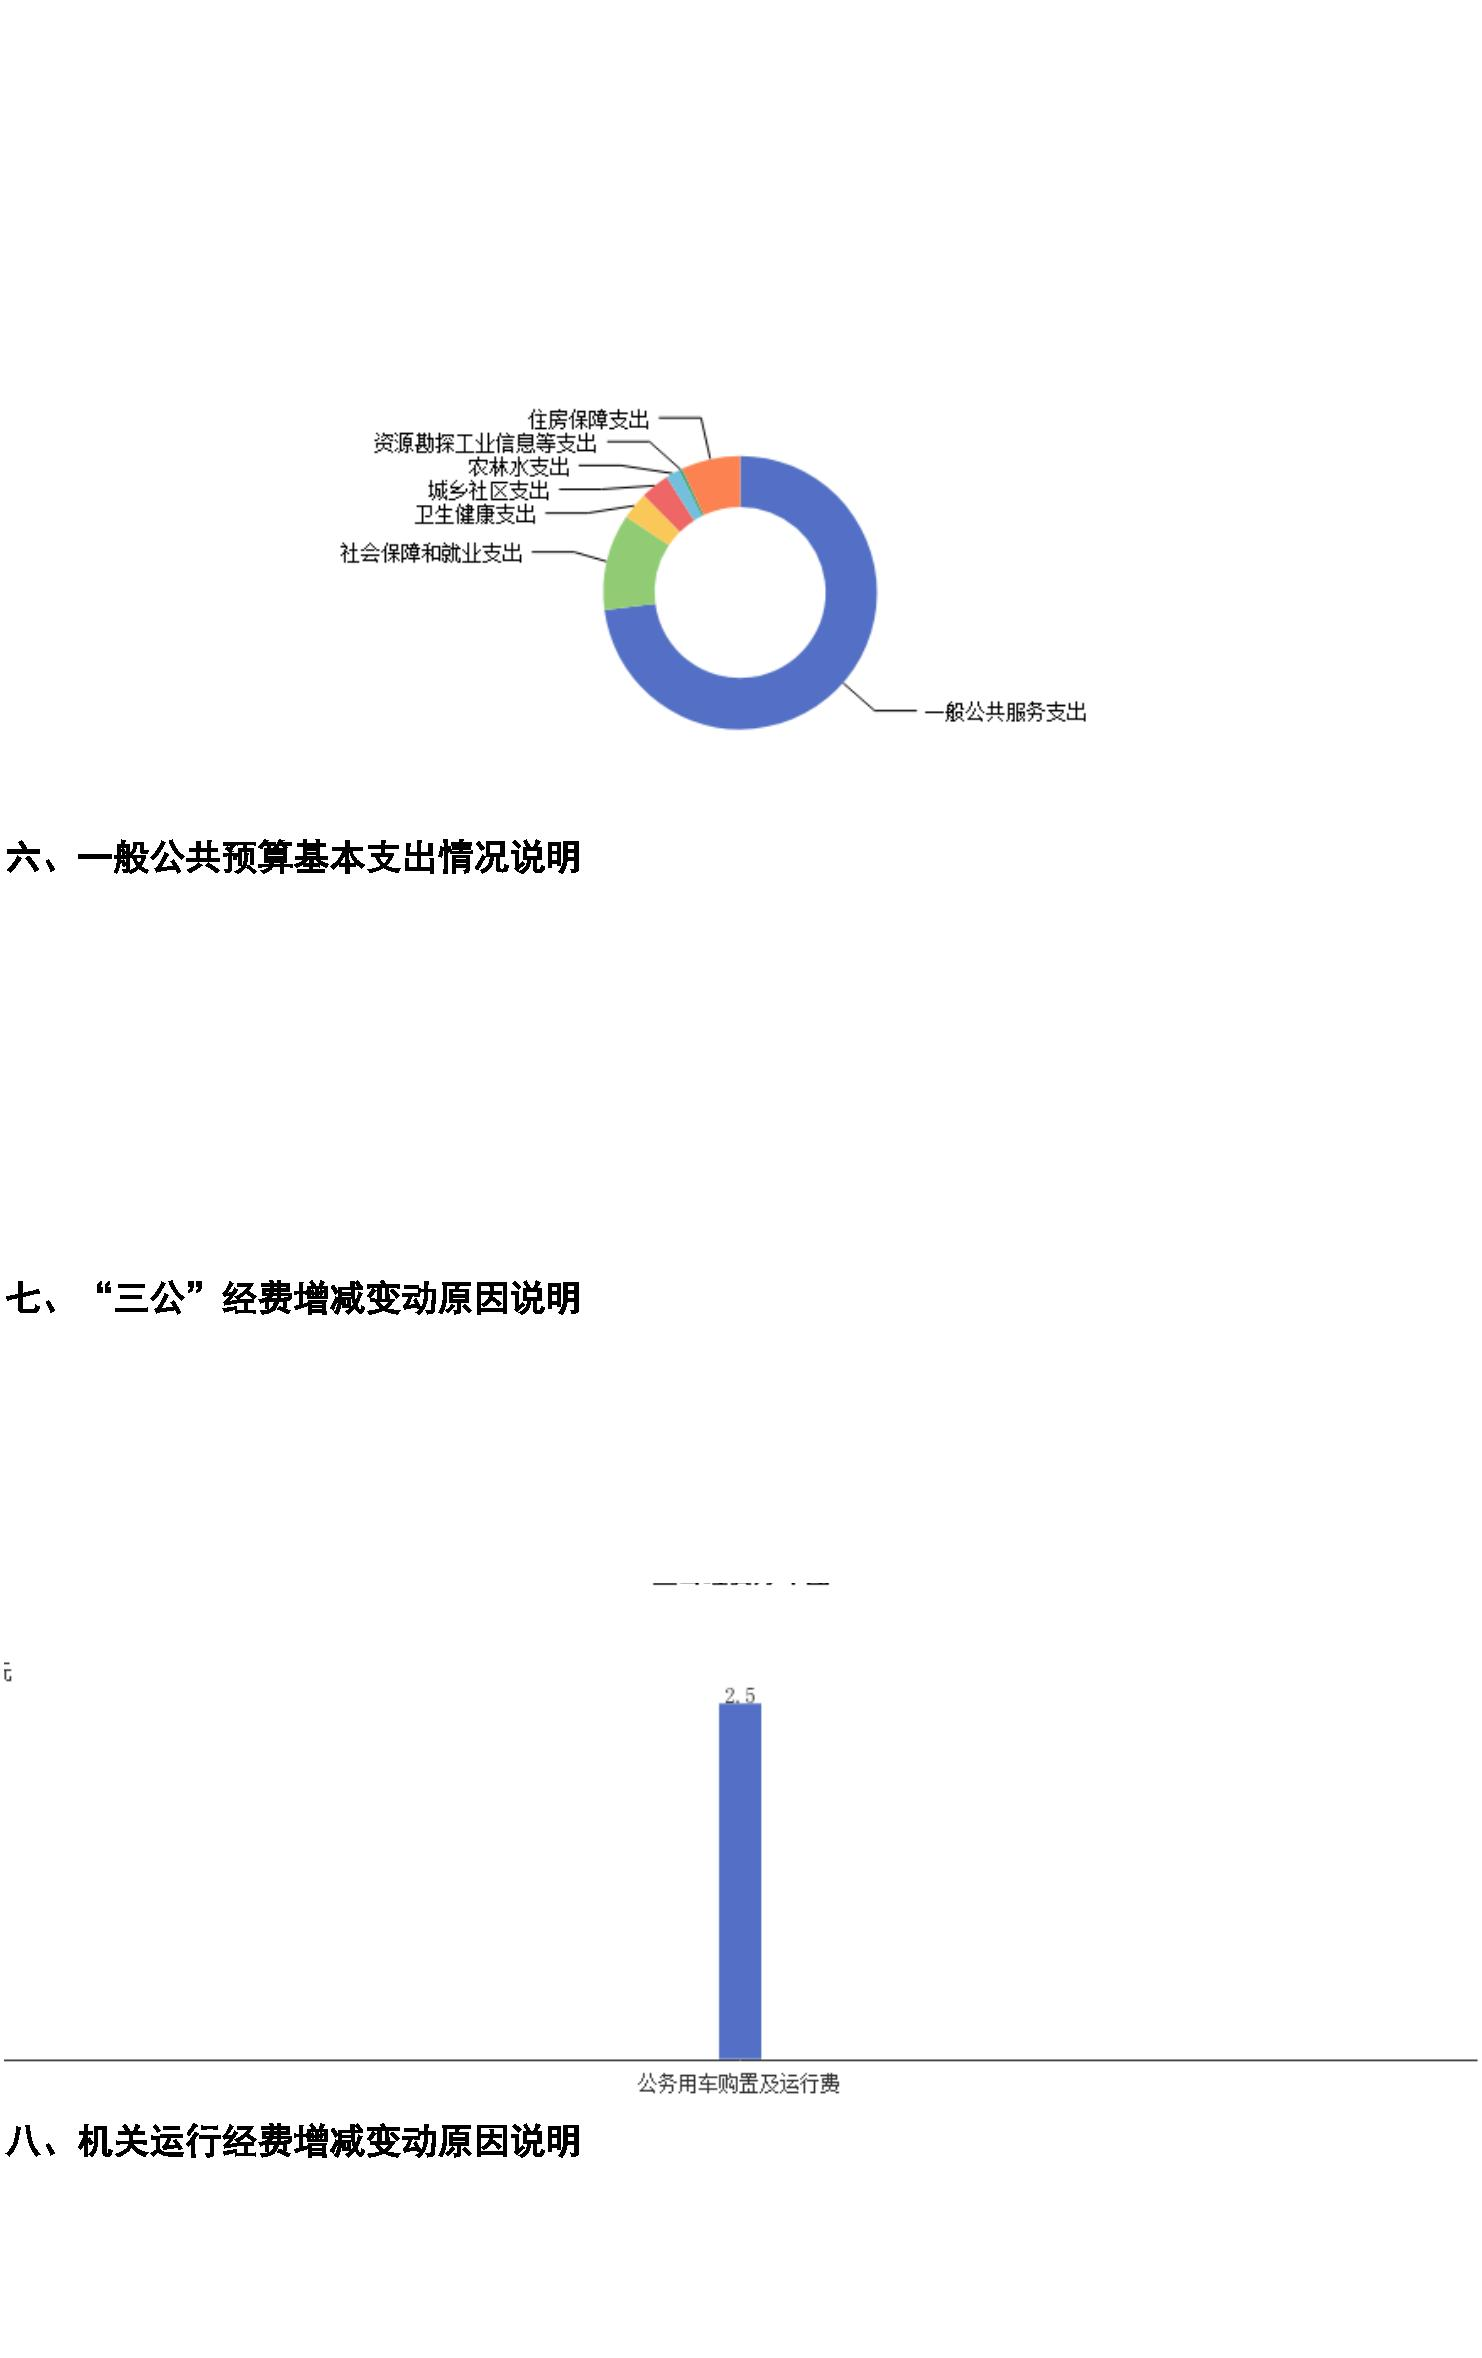 住房保障支出
资源勘探工业信息等支出
农林水支出
城乡社区支出
卫生健康支出
社会保障和就业支出
一般公共服务支出
六、一般公共预算基本支出情况说明
七、“三公”经费增减变动原因说明
2.5
公务用车购置及运行费
八、机关运行经费增减变动原因说明